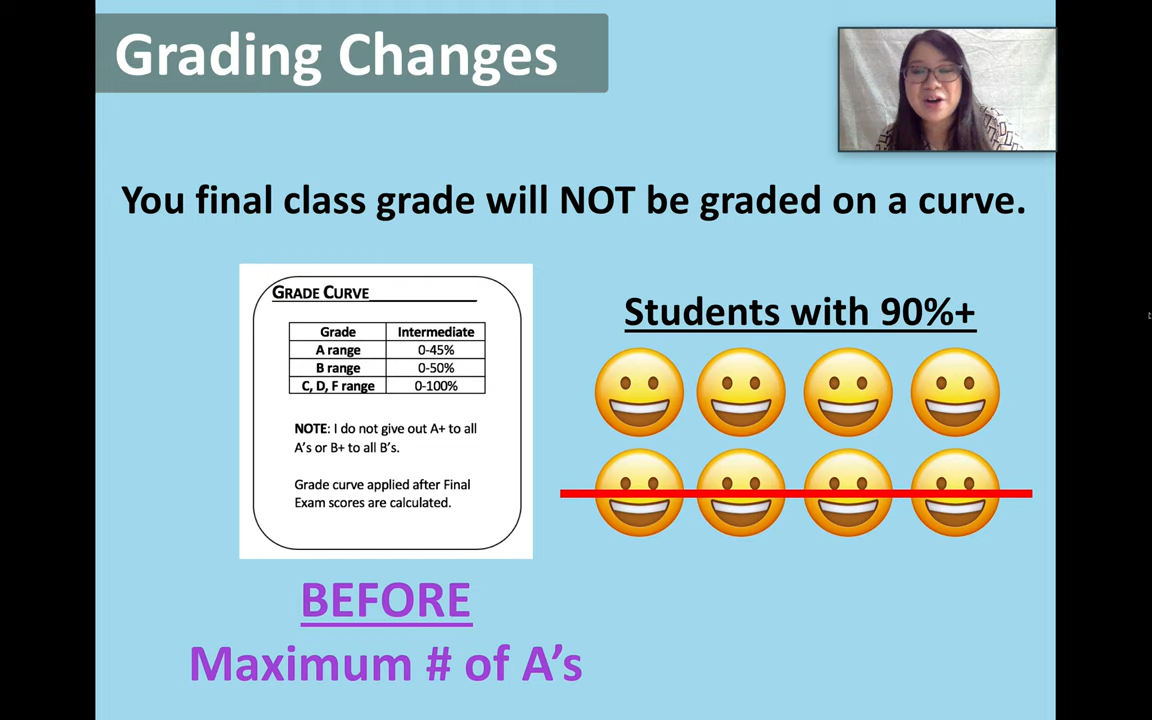 Grading Changes
You final class grade will NOT be graded on a curve.
GRADE CURVE
Grade Intermediate
A range 0-45%
B range 0-50%
C, D, F range 0-100%
NOTE: I do not give out A+ to all
A's or B+ to all B's.
Grade curve applied after Final
Exam scores are calculated.
Students with 90%+
BEFORE
Maximum # of A's